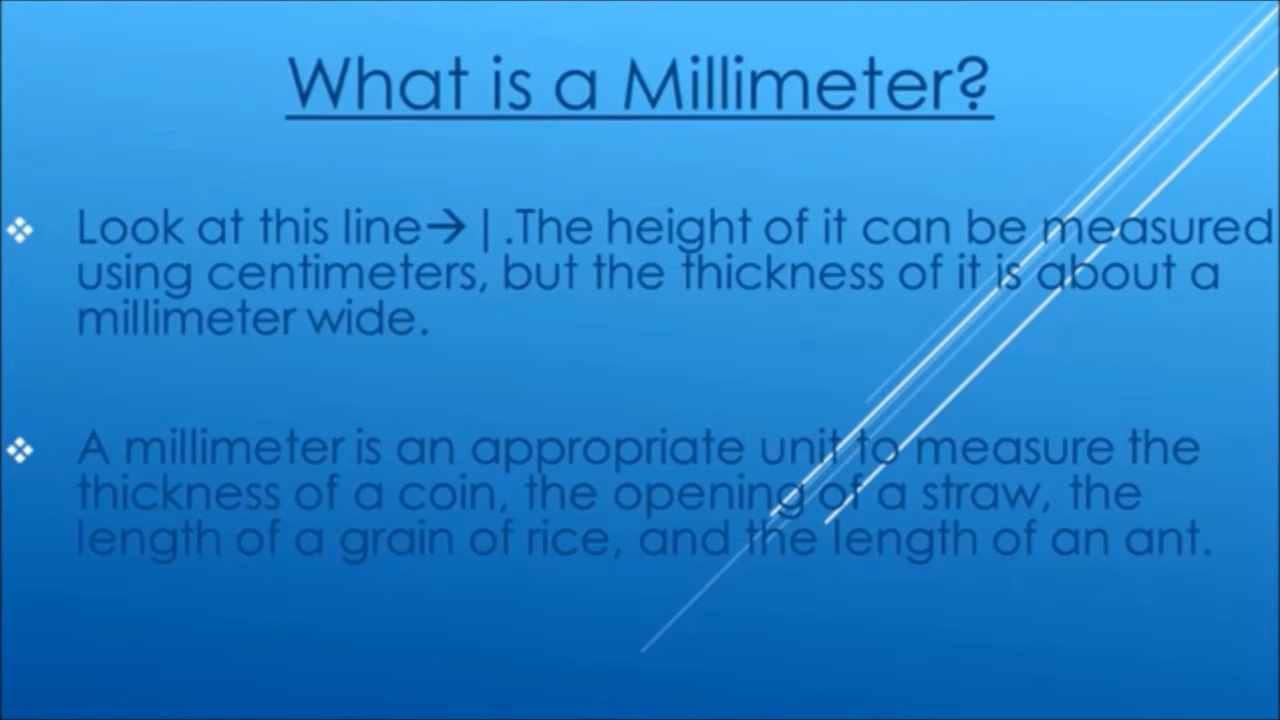 What is a Millimeter?
❖ Look at this line→ | .The height of it can be measured
using centimeters, but the thickness of it is about a
millimeter wide.
❖ A millimeter is an appropriate unit to measure the
thickness of a coin, the opening of a straw, the
length of a grain of rice, and the length of an ant.